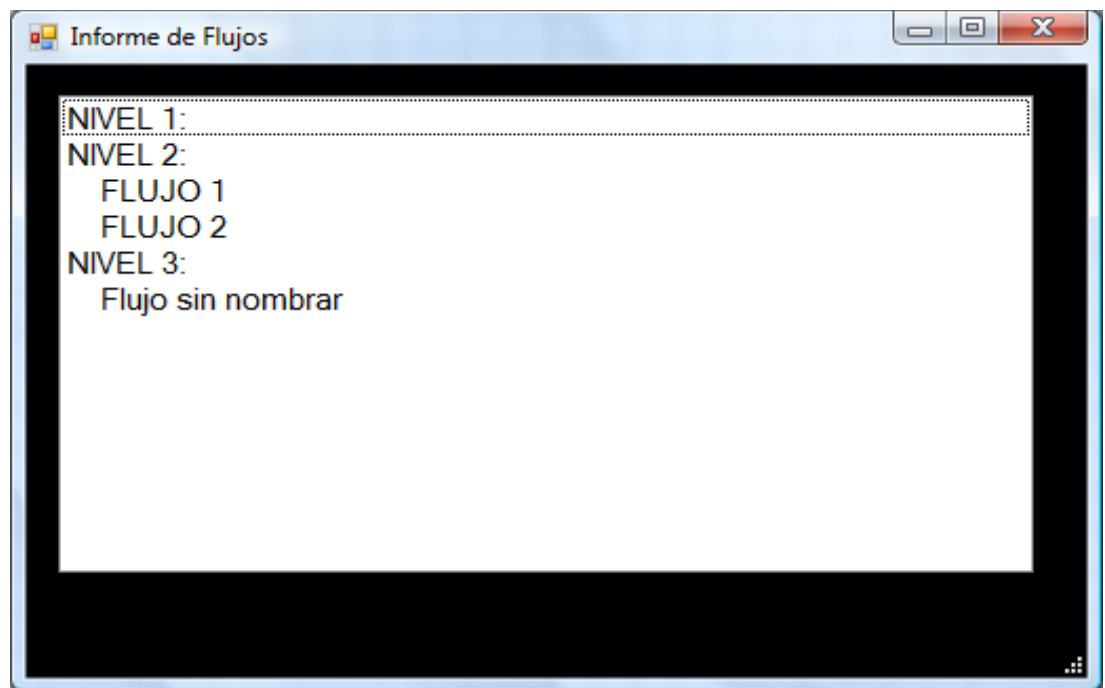 Informe de Flujos
NIVEL 1:
NIVEL 2:
FLUJO 1
FLUJO 2
NIVEL 3:
Flujo sin nombrar